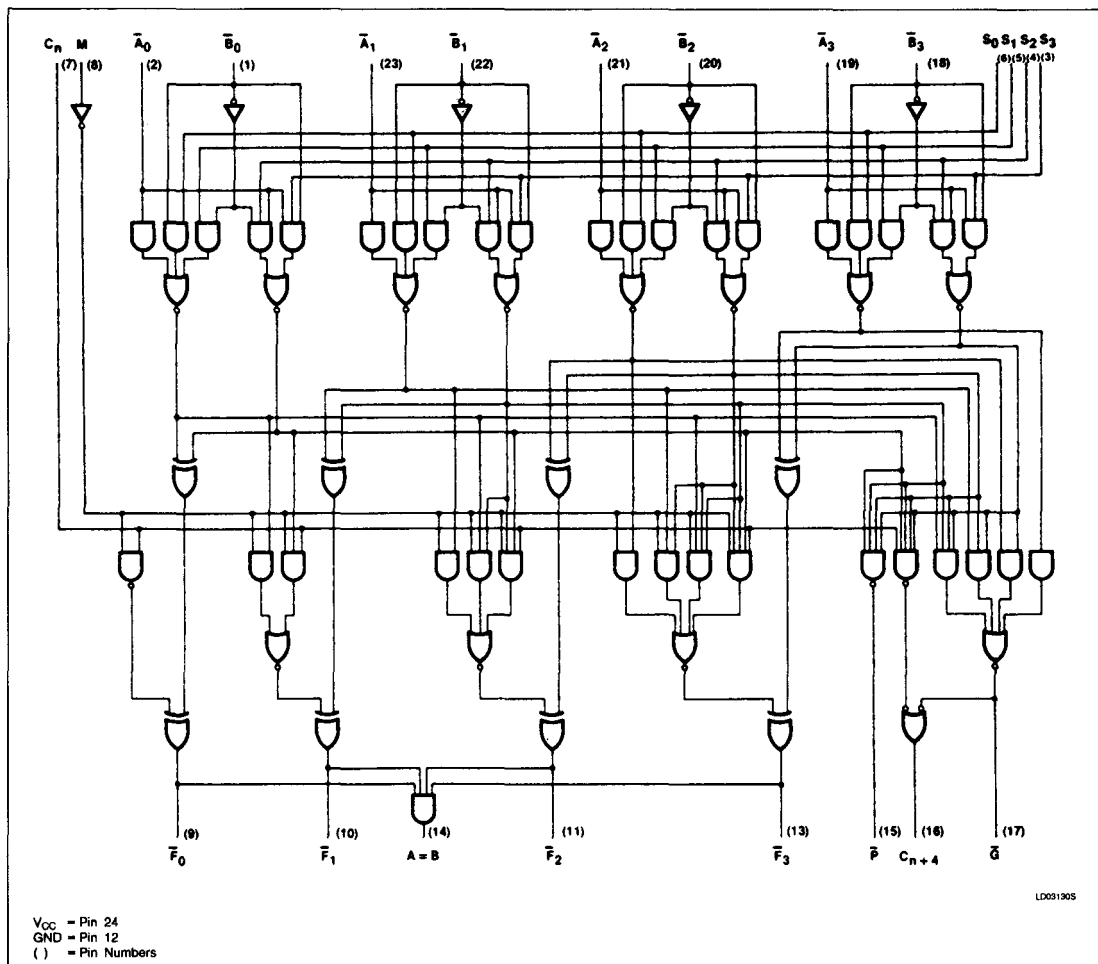 Cn M A̅0 B̅0 A̅1 B̅1 A̅2 B̅2 A̅3 B̅3 S0 S1 S2 S3
(7) (8) (2) (1) (23) (22) (21) (20) (19) (18) (6)(5)(4)(3)
(9) (10) (14) (11) (13) (15) (16) (17)
F̅0 F̅1 A = B F̅2 F̅3 P̅ Cn + 4 G̅
LD03130S
VCC = Pin 24
GND = Pin 12
( ) = Pin Numbers